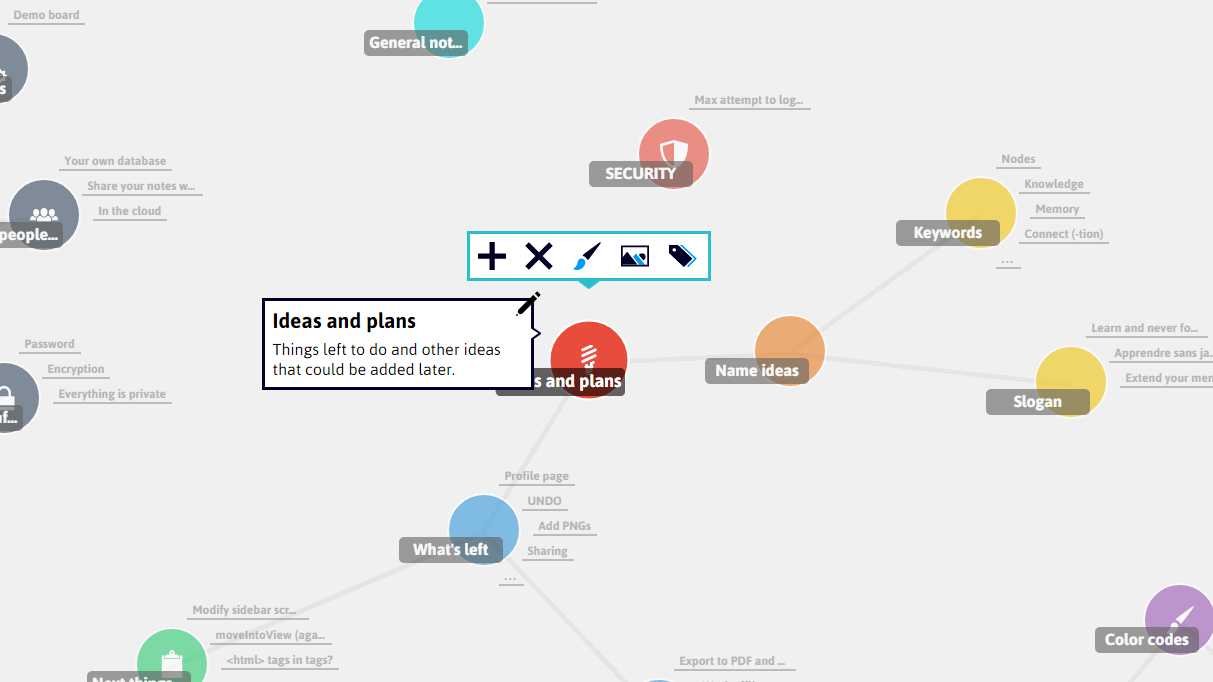 Demo board
General not...
s
Max attempt to log...
SECURITY
Your own database
Share your notes w...
In the cloud
people...
Nodes
Knowledge
Memory
Connect (-tion)
...
Keywords
Ideas and plans
Things left to do and other ideas
that could be added later.
s and plans
Name ideas
Learn and never fo...
Apprendre sans ja..
Extend your mem
Slogan
Password
Encryption
Everything is private
f...
Profile page
UNDO
Add PNGs
Sharing
...
What's left
Modify sidebar scr...
moveIntoView (aga...
<html> tags in tags?
Color codes
Export to PDF and ...